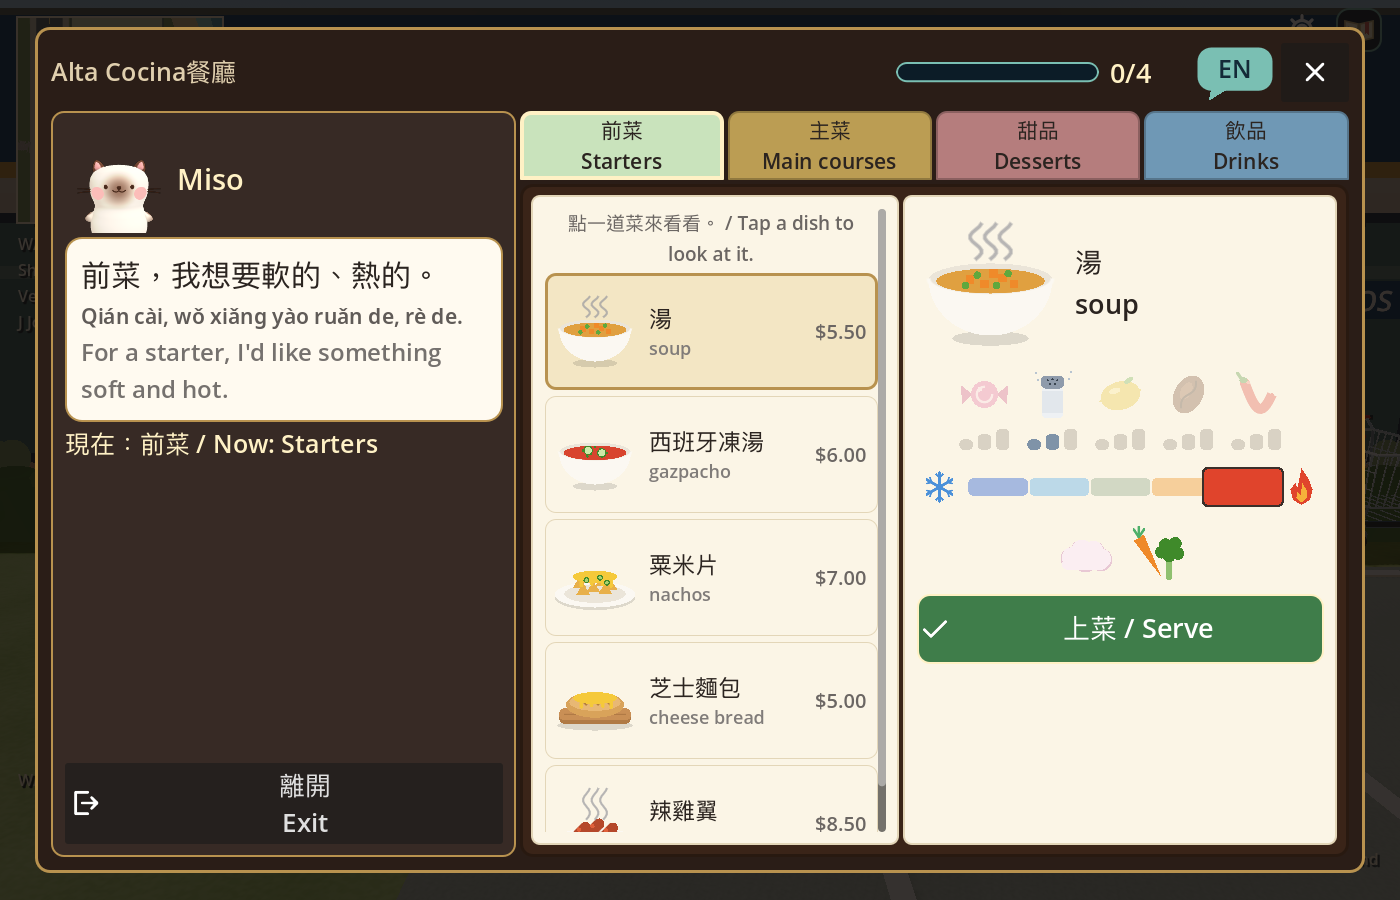 Alta Cocina餐廳
0/4
EN
Miso
前菜，我想要軟的、熱的。
Qián cài, wǒ xiǎng yào ruǎn de, rè de.
For a starter, I'd like something
soft and hot.
現在：前菜 / Now: Starters
離開
Exit
前菜
Starters
主菜
Main courses
甜品
Desserts
飲品
Drinks
點一道菜來看看。 / Tap a dish to
look at it.
湯
soup
$5.50
西班牙凍湯
gazpacho
$6.00
粟米片
nachos
$7.00
芝士麵包
cheese bread
$5.00
辣雞翼
$8.50
湯
soup
上菜 / Serve